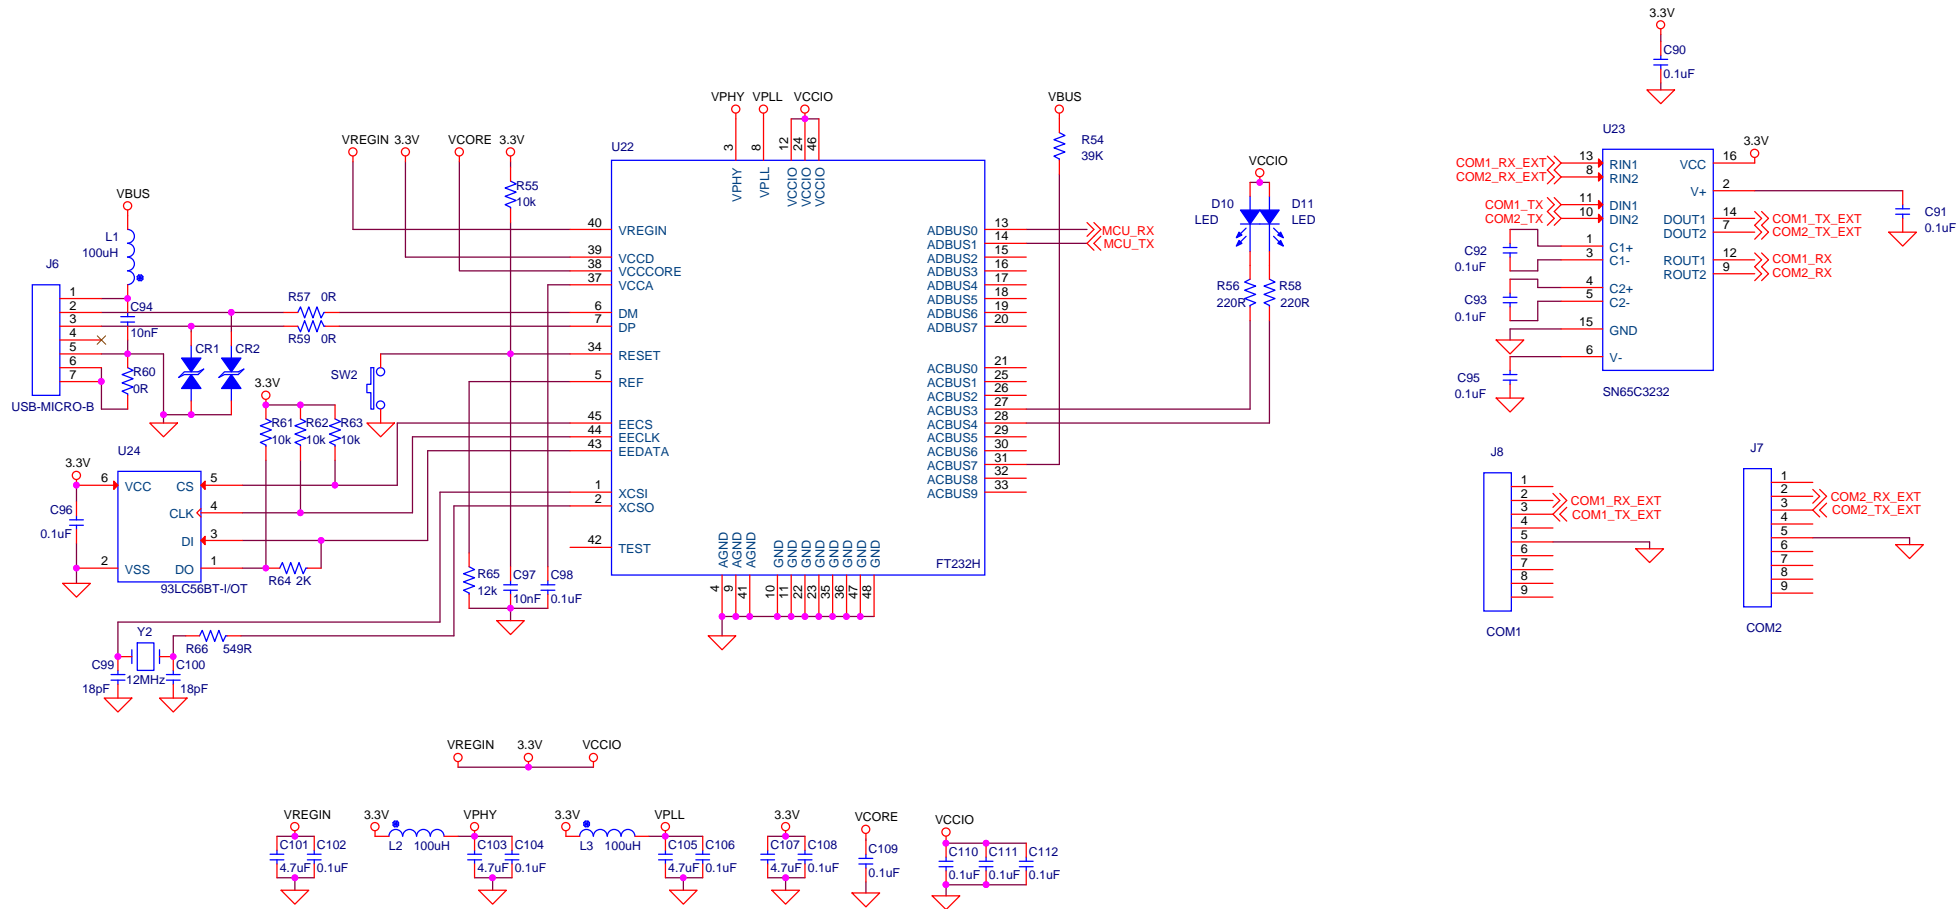 3.3V
C90
0.1uF
VPHY VPLL VCCIO
VBUS
3 8 12 24 46
R54
39K
U23
VREGIN 3.3V VCORE 3.3V
U22
VPHY VPLL VCCIO VCCIO VCCIO
VCCIO
3.3V
COM1_RX_EXT 13 RIN1 VCC 16
COM2_RX_EXT 8 RIN2
R55
10k
V+ 2
VBUS
D10 D11
LED LED
COM1_TX 11 DIN1
COM2_TX 10 DIN2
DOUT1 14 COM1_TX_EXT
DOUT2 7 COM2_TX_EXT
C91
0.1uF
40 VREGIN
ADBUS0 13 MCU_RX
ADBUS1 14 MCU_TX
L1
100uH
C92
0.1uF
1 C1+
3 C1-
ROUT1 12 COM1_RX
ROUT2 9 COM2_RX
39 VCCD
38 VCCCORE
37 VCCA
ADBUS2 15
ADBUS3 16
ADBUS4 17
ADBUS5 18
ADBUS6 19
ADBUS7 20
J6
R56
220R
R58
220R
C93
0.1uF
4 C2+
5 C2-
1
2
3
4
5
6
7
USB-MICRO-B
C94
10nF
R57 0R
R59 0R
6 DM
7 DP
15 GND
6 V-
C95
0.1uF
SN65C3232
R60
0R
CR1 CR2
34 RESET
SW2
5 REF
ACBUS0 21
ACBUS1 25
ACBUS2 26
ACBUS3 27
ACBUS4 28
ACBUS5 29
ACBUS6 30
ACBUS7 31
ACBUS8 32
ACBUS9 33
3.3V
R61
10k
R62
10k
R63
10k
45 EECS
44 EECLK
43 EEDATA
U24
3.3V
6 VCC CS 5
CLK 4
DI 3
2 VSS DO 1
93LC56BT-I/OT
C96
0.1uF
R64 2K
1 XCSI
2 XCSO
42 TEST
AGND AGND AGND GND GND GND GND GND GND GND GND
4 9 41 10 11 22 23 35 36 47 48
FT232H
J8
1
2 COM1_RX_EXT
3 COM1_TX_EXT
4
5
6
7
8
9
COM1
J7
1
2 COM2_RX_EXT
3 COM2_TX_EXT
4
5
6
7
8
9
COM2
R65
12k
C97
10nF
C98
0.1uF
Y2
12MHz
R66 549R
C99
18pF
C100
18pF
VREGIN 3.3V VCCIO
VREGIN
C101
4.7uF
C102
0.1uF
3.3V
L2 100uH
VPHY
C103
4.7uF
C104
0.1uF
3.3V
L3 100uH
VPLL
C105
4.7uF
C106
0.1uF
3.3V
C107
4.7uF
C108
0.1uF
VCORE
C109
0.1uF
VCCIO
C110
0.1uF
C111
0.1uF
C112
0.1uF